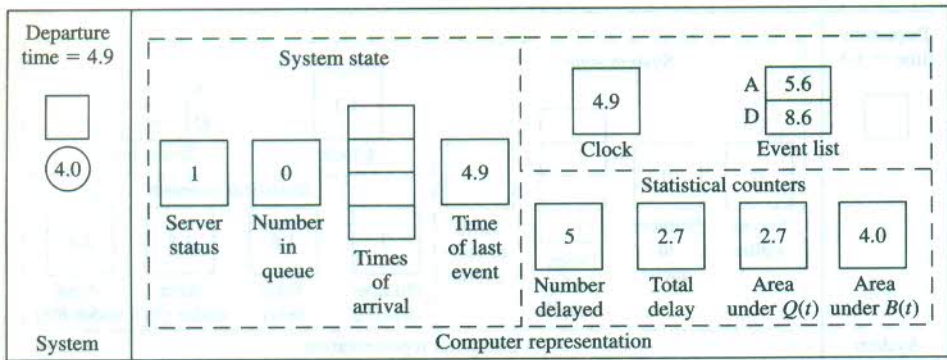 Departure
time = 4.9
4.0
System
System state
1
Server
status
0
Number
in
queue
Times
of
arrival
4.9
Time
of last
event
4.9
Clock
A 5.6
D 8.6
Event list
Statistical counters
5
Number
delayed
2.7
Total
delay
2.7
Area
under Q(t)
4.0
Area
under B(t)
Computer representation